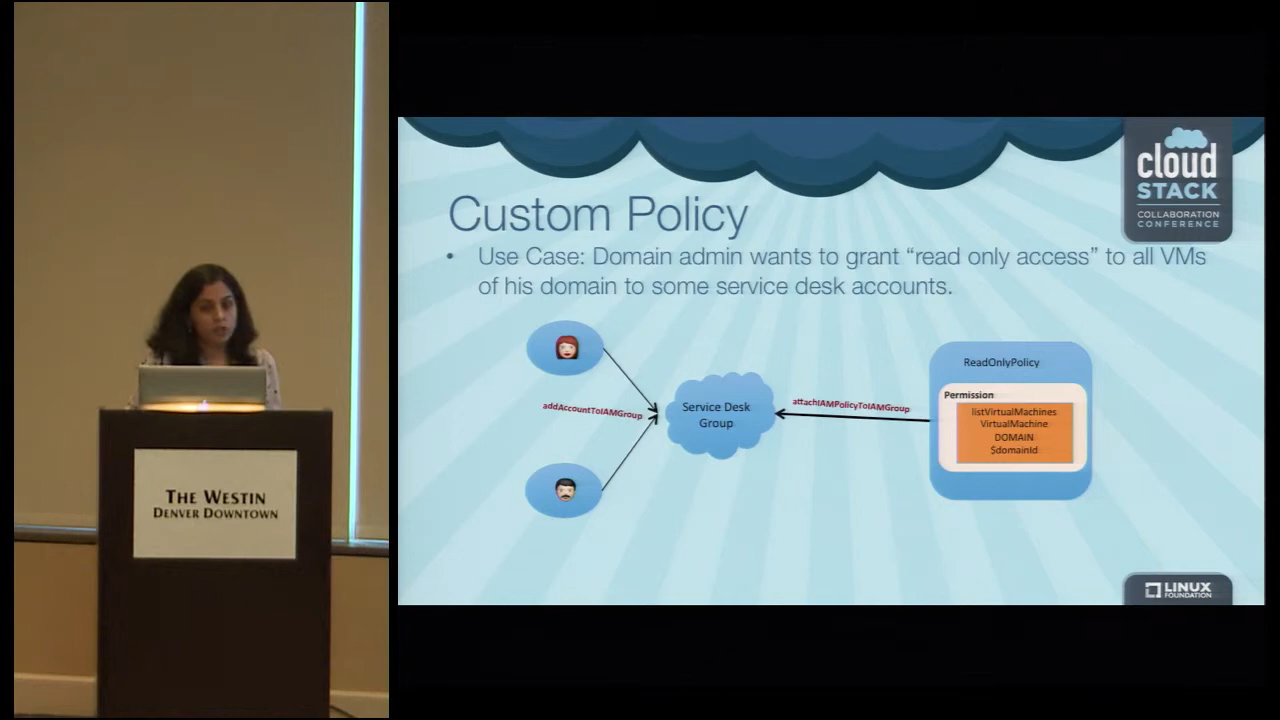 cloud
STACK
COLLABORATION
CONFERENCE
Custom Policy
• Use Case: Domain admin wants to grant “read only access” to all VMs
of his domain to some service desk accounts.
addAccountToIAMGroup
Service Desk
Group
attachIAMPolicyToIAMGroup
ReadOnlyPolicy
Permission
listVirtualMachines
VirtualMachine
DOMAIN
$domainId
THE WESTIN
DENVER DOWNTOWN
LINUX
FOUNDATION